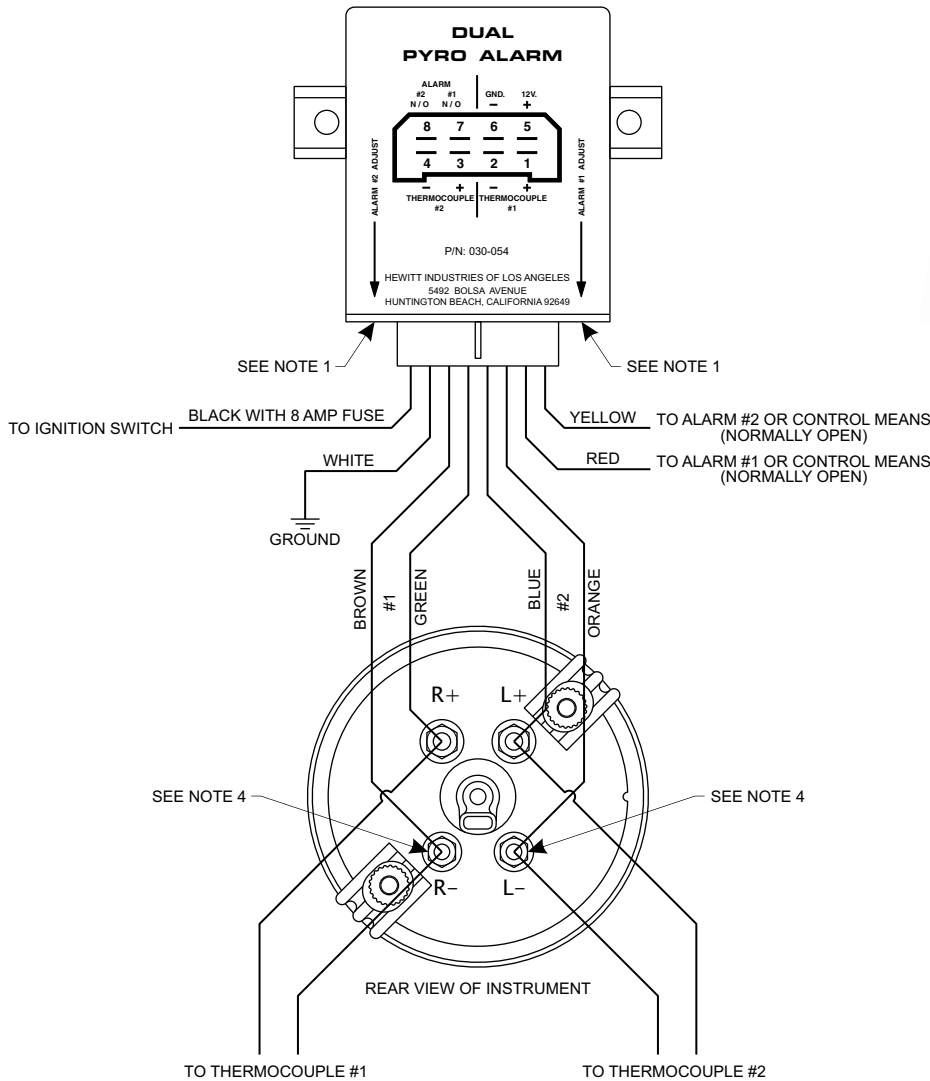 DUAL
PYRO ALARM
ALARM
#2 #1 GND. 12V.
N / O N / O − +
8 7 6 5
4 3 2 1
− + − +
THERMOCOUPLE THERMOCOUPLE
#2 #1
ALARM #2 ADJUST
ALARM #1 ADJUST
P/N: 030-054
HEWITT INDUSTRIES OF LOS ANGELES
5492 BOLSA AVENUE
HUNTINGTON BEACH, CALIFORNIA 92649
SEE NOTE 1
SEE NOTE 1
TO IGNITION SWITCH
BLACK WITH 8 AMP FUSE
YELLOW
TO ALARM #2 OR CONTROL MEANS
(NORMALLY OPEN)
WHITE
RED
TO ALARM #1 OR CONTROL MEANS
(NORMALLY OPEN)
GROUND
BROWN
#1
GREEN
BLUE
#2
ORANGE
R+ L+
SEE NOTE 4
SEE NOTE 4
R− L−
REAR VIEW OF INSTRUMENT
TO THERMOCOUPLE #1
TO THERMOCOUPLE #2